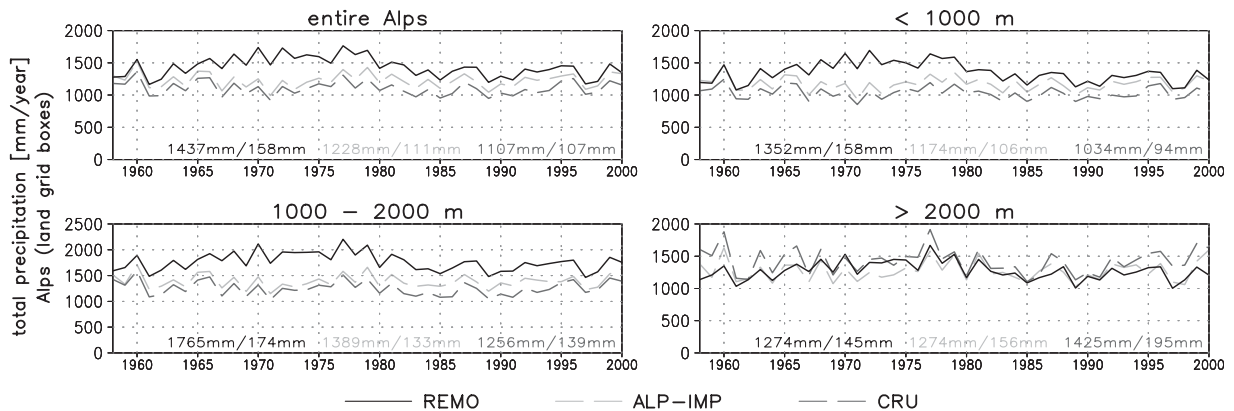 entire Alps
2000
1500
1000
500
0
1437mm/158mm 1228mm/111mm 1107mm/107mm
1960 1965 1970 1975 1980 1985 1990 1995 2000
< 1000 m
2000
1500
1000
500
0
1352mm/158mm 1174mm/106mm 1034mm/94mm
1960 1965 1970 1975 1980 1985 1990 1995 2000
total precipitation [mm/year]
Alps (land grid boxes)
1000 – 2000 m
2500
2000
1500
1000
500
0
1765mm/174mm 1389mm/133mm 1256mm/139mm
1960 1965 1970 1975 1980 1985 1990 1995 2000
> 2000 m
2000
1500
1000
500
0
1274mm/145mm 1274mm/156mm 1425mm/195mm
1960 1965 1970 1975 1980 1985 1990 1995 2000
REMO ALP–IMP CRU